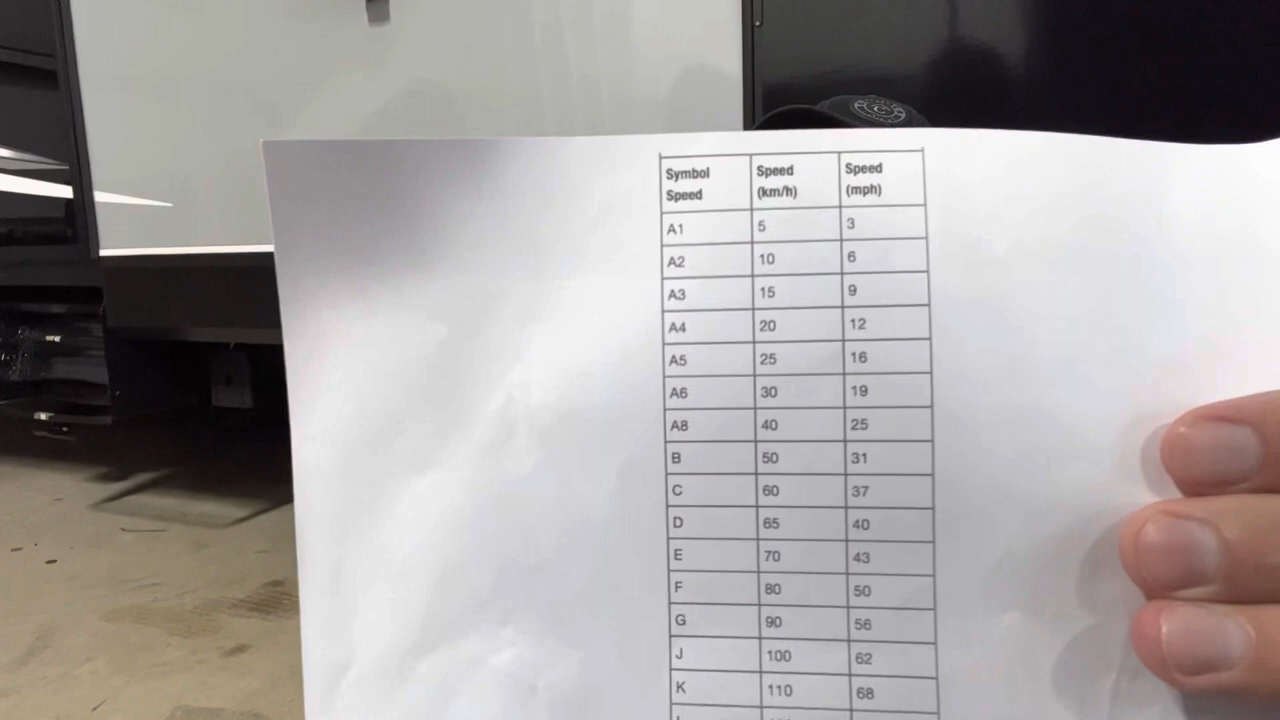 Symbol Speed | Speed (km/h) | Speed (mph)
A1 5 3
A2 10 6
A3 15 9
A4 20 12
A5 25 16
A6 30 19
A8 40 25
B 50 31
C 60 37
D 65 40
E 70 43
F 80 50
G 90 56
J 100 62
K 110 68